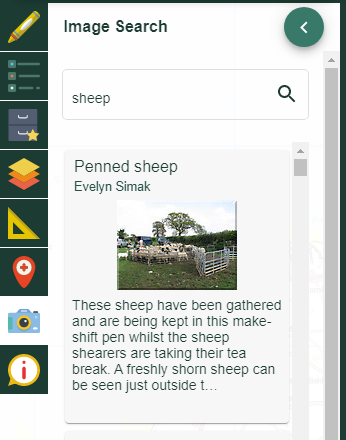 Image Search
sheep
Penned sheep
Evelyn Simak
These sheep have been gathered
and are being kept in this make-
shift pen whilst the sheep
shearers are taking their tea
break. A freshly shorn sheep can
be seen just outside t...